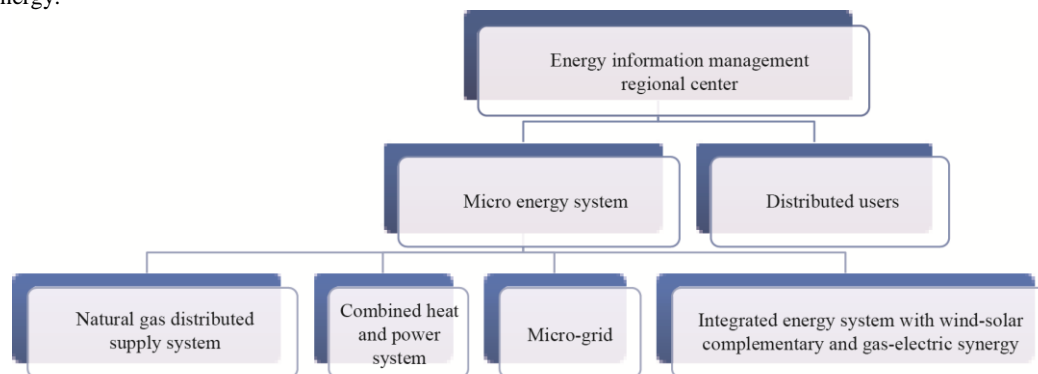 nergy.
Energy information management
regional center
Micro energy system
Distributed users
Natural gas distributed
supply system
Combined heat
and power
system
Micro-grid
Integrated energy system with wind-solar
complementary and gas-electric synergy